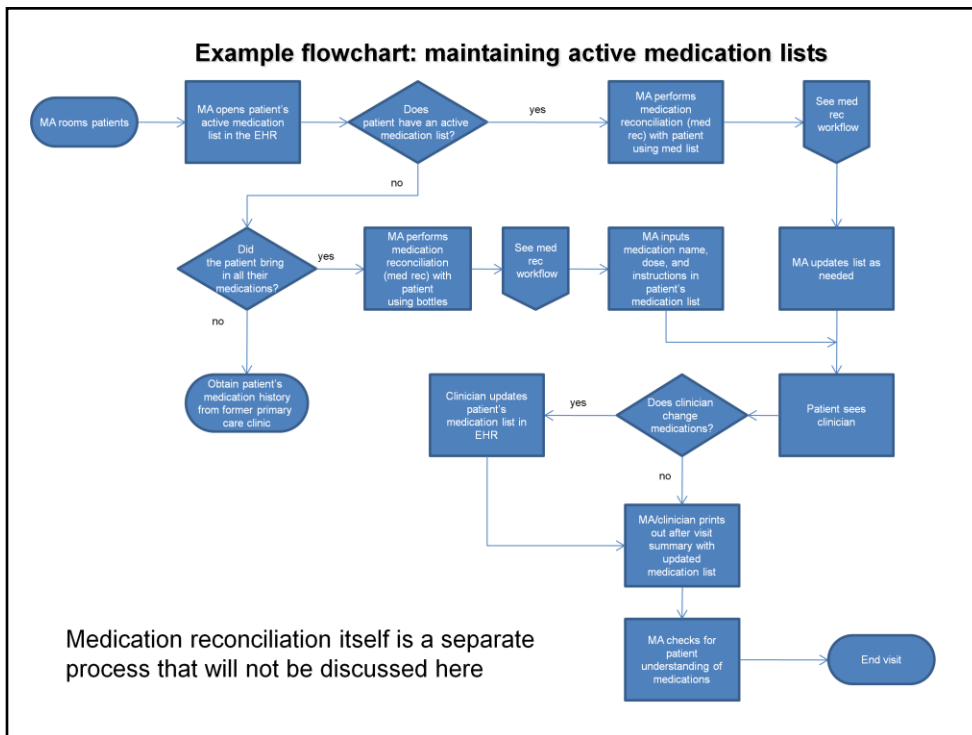 Example flowchart: maintaining active medication lists
MA rooms patients
MA opens patient's
active medication
list in the EHR
Does
patient have an active
medication list?
yes
MA performs
medication
reconciliation (med
rec) with patient
using med list
See med
rec
workflow
no
Did
the patient bring
in all their
medications?
yes
MA performs
medication
reconciliation
(med rec) with
patient
using bottles
See med
rec
workflow
MA inputs
medication name,
dose, and
instructions in
patient's
medication list
MA updates list as
needed
no
Obtain patient's
medication history
from former primary
care clinic
Clinician updates
patient's
medication list in
EHR
yes
Does clinician
change
medications?
Patient sees
clinician
no
MA/clinician prints
out after visit
summary with
updated
medication list
Medication reconciliation itself is a separate
process that will not be discussed here
MA checks for
patient
understanding of
medications
End visit